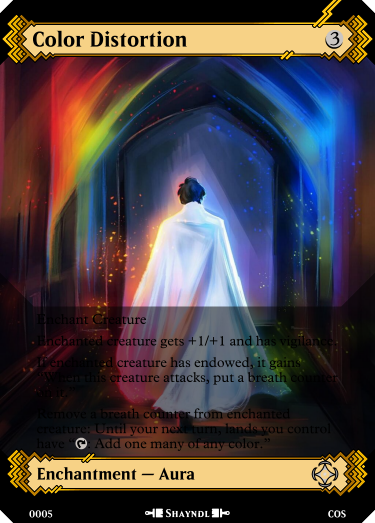 Color Distortion 3
Enchant Creature
Enchanted creature gets +1/+1 and has vigilance.
If enchanted creature has endowed, it gains
"When this creature attacks, put a breath counter
Remove a breath counter from enchanted
creature: Until your next turn, lands you control
have " : Add one many of any color."
Enchantment — Aura
0005 SHAYNDL COS